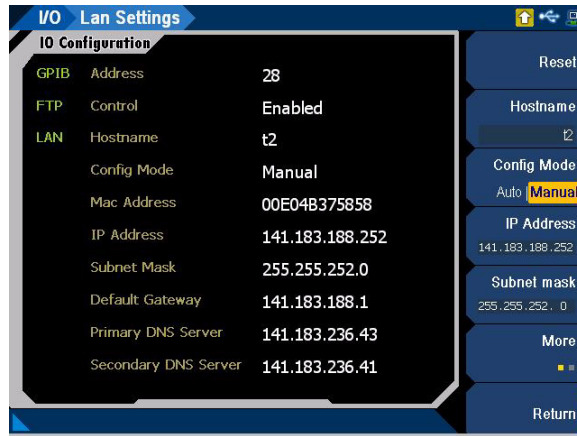 I/O Lan Settings
IO Configuration
GPIB Address 28
FTP Control Enabled
LAN Hostname t2
Config Mode Manual
Mac Address 00E04B375858
IP Address 141.183.188.252
Subnet Mask 255.255.252.0
Default Gateway 141.183.188.1
Primary DNS Server 141.183.236.43
Secondary DNS Server 141.183.236.41
Reset
Hostname
t2
Config Mode
Auto |Manual
IP Address
141.183.188.252
Subnet mask
255.255.252. 0
More
Return